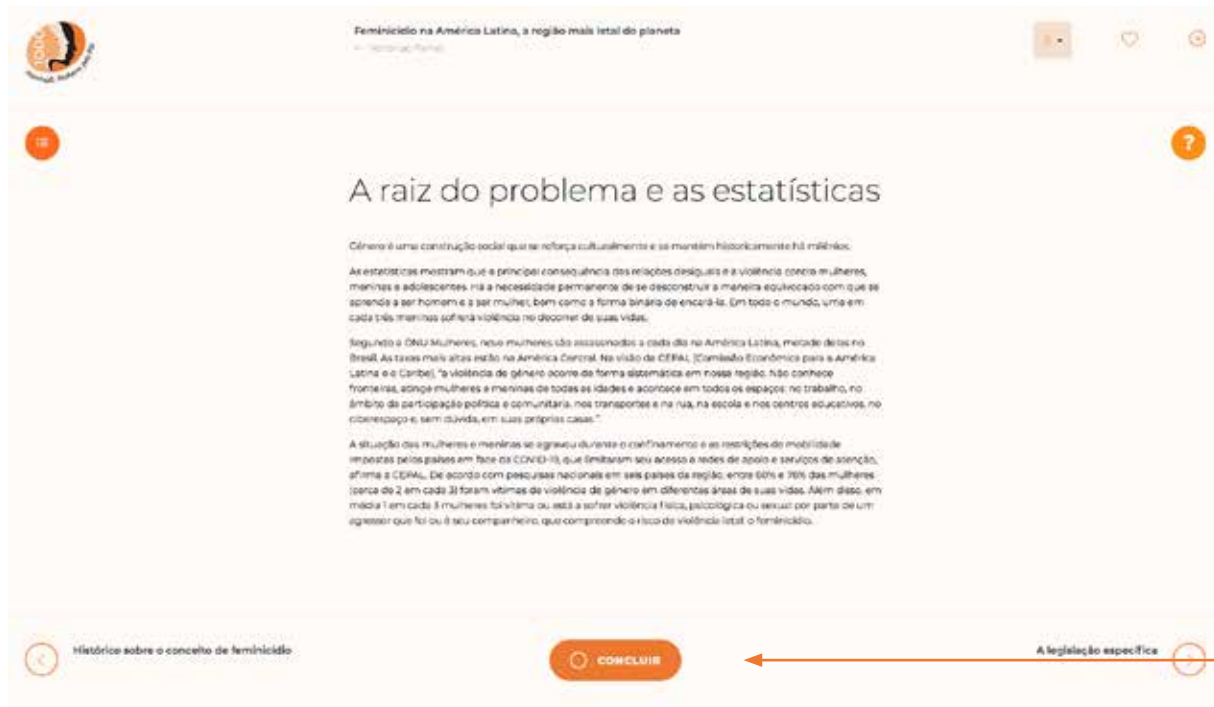 1000
Feminicídio na América Latina, a região mais letal do planeta
← Voltar ao Painel
?
A raiz do problema e as estatísticas
Gênero é uma construção social que se reforça culturalmente e se mantém historicamente há milênios.
As estatísticas mostram que a principal consequência das relações desiguais é a violência contra mulheres,
meninas e adolescentes. Há a necessidade permanente de se desconstruir a maneira equivocada com que se
aprende a ser homem e a ser mulher, bem como a forma binária de encará-la. Em todo o mundo, uma em
cada três meninas sofrerá violência no decorrer de suas vidas.
Segundo a ONU Mulheres, nove mulheres são assassinadas a cada dia na América Latina, metade delas no
Brasil. As taxas mais altas estão na América Central. Na visão da CEPAL (Comissão Econômica para a América
Latina e o Caribe), "a violência de gênero ocorre de forma sistemática em nossa região. Não conhece
fronteiras, atinge mulheres e meninas de todas as idades e acontece em todos os espaços: no trabalho, no
âmbito da participação política e comunitária, nos transportes e na rua, na escola e nos centros educativos, no
ciberespaço e, sem dúvida, em suas próprias casas."
A situação das mulheres e meninas se agravou durante o confinamento e as restrições de mobilidade
impostas pelos países em face da COVID-19, que limitaram seu acesso a redes de apoio e serviços de atenção,
afirma a CEPAL. De acordo com pesquisas nacionais em seis países da região, entre 60% e 76% das mulheres
(cerca de 2 em cada 3) foram vítimas de violência de gênero em diferentes áreas de suas vidas. Além disso, em
média 1 em cada 3 mulheres foi vítima ou está a sofrer violência física, psicológica ou sexual por parte de um
agressor que foi ou é seu companheiro, que compreende o risco de violência letal: o feminicídio.
Histórico sobre o conceito de feminicídio
CONCLUIR
A legislação específica